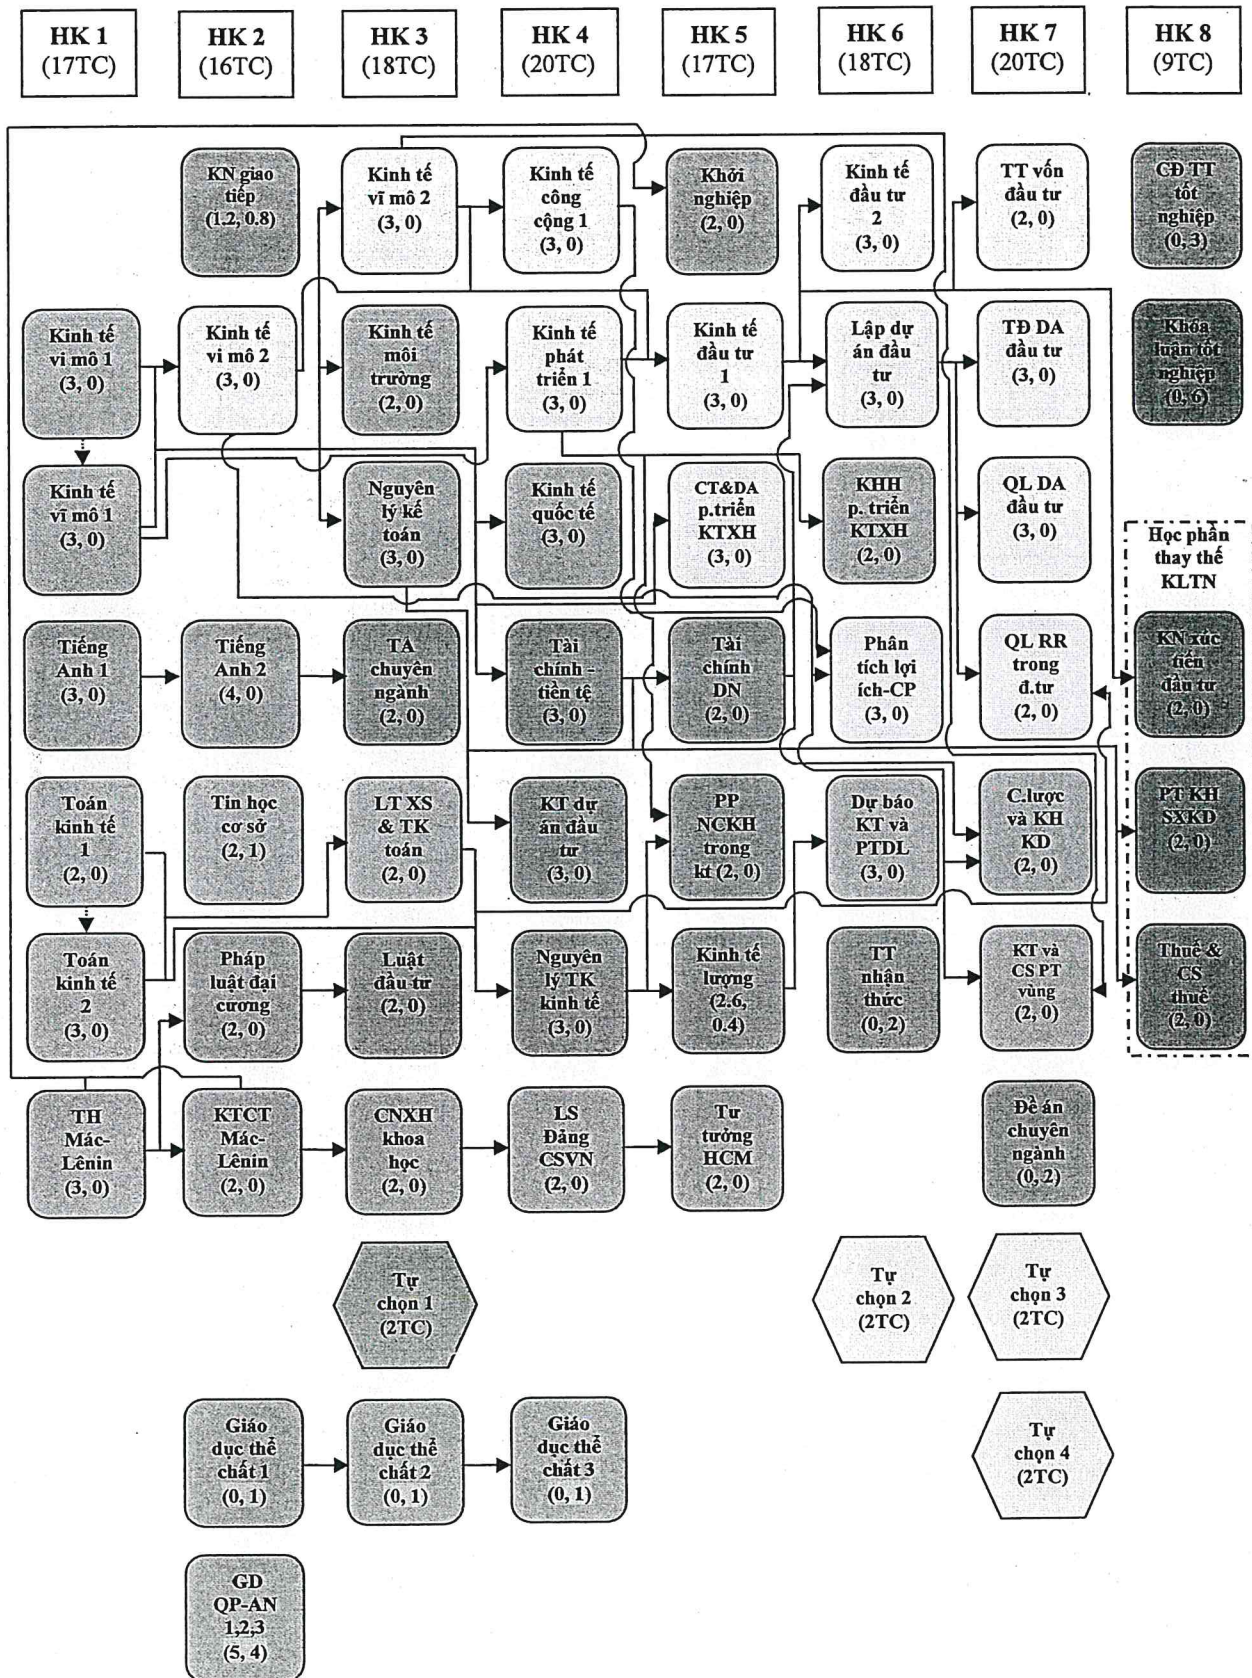 HK 1
(17TC)
HK 2
(16TC)
HK 3
(18TC)
HK 4
(20TC)
HK 5
(17TC)
HK 6
(18TC)
HK 7
(20TC)
HK 8
(9TC)
KN giao
tiếp
(1.2, 0.8)
Kinh tế
vĩ mô 2
(3, 0)
Kinh tế
công
cộng 1
(3, 0)
Khởi
nghiệp
(2, 0)
Kinh tế
đầu tư
2
(3, 0)
TT vốn
đầu tư
(2, 0)
CĐ TT
tốt
nghiệp
(0, 3)
Kinh tế
vi mô 1
(3, 0)
Kinh tế
vi mô 2
(3, 0)
Kinh tế
môi
trường
(2, 0)
Kinh tế
phát
triển 1
(3, 0)
Kinh tế
đầu tư
1
(3, 0)
Lập dự
án đầu
tư
(3, 0)
TĐ DA
đầu tư
(3, 0)
Khóa
luận tốt
nghiệp
(0, 6)
Kinh tế
vĩ mô 1
(3, 0)
Nguyên
lý kế
toán
(3, 0)
Kinh tế
quốc tế
(3, 0)
CT&DA
p.triển
KTXH
(3, 0)
KHH
p. triển
KTXH
(2, 0)
QL DA
đầu tư
(3, 0)
Học phần
thay thế
KLTN
Tiếng
Anh 1
(3, 0)
Tiếng
Anh 2
(4, 0)
TA
chuyên
ngành
(2, 0)
Tài
chính -
tiền tệ
(3, 0)
Tài
chính
DN
(2, 0)
Phân
tích lợi
ích-CP
(3, 0)
QL RR
trong
đ.tư
(2, 0)
KN xúc
tiến
đầu tư
(2, 0)
Toán
kinh tế
1
(2, 0)
Tin học
cơ sở
(2, 1)
LT XS
& TK
toán
(2, 0)
KT dự
án đầu
tư
(3, 0)
PP
NCKH
trong
kt (2, 0)
Dự báo
KT và
PTDL
(3, 0)
C.lược
và KH
KD
(2, 0)
PT KH
SXKD
(2, 0)
Toán
kinh tế
2
(3, 0)
Pháp
luật đại
cương
(2, 0)
Luật
đầu tư
(2, 0)
Nguyên
lý TK
kinh tế
(3, 0)
Kinh tế
lượng
(2.6,
0.4)
TT
nhận
thức
(0, 2)
KT và
CS PT
vùng
(2, 0)
Thuế &
CS
thuế
(2, 0)
TH
Mác-
Lênin
(3, 0)
KTCT
Mác-
Lênin
(2, 0)
CNXH
khoa
học
(2, 0)
LS
Đảng
CSVN
(2, 0)
Tư
tưởng
HCM
(2, 0)
Đề án
chuyên
ngành
(0, 2)
Tự
chọn 1
(2TC)
Tự
chọn 2
(2TC)
Tự
chọn 3
(2TC)
Giáo
dục thể
chất 1
(0, 1)
Giáo
dục thể
chất 2
(0, 1)
Giáo
dục thể
chất 3
(0, 1)
Tự
chọn 4
(2TC)
GD
QP-AN
1,2,3
(5, 4)